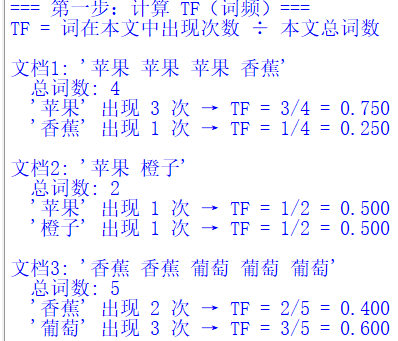 === 第一步：计算 TF（词频）===
TF = 词在本文中出现次数 ÷ 本文总词数
文档1: '苹果 苹果 苹果 香蕉'
总词数: 4
'苹果' 出现 3 次 → TF = 3/4 = 0.750
'香蕉' 出现 1 次 → TF = 1/4 = 0.250
文档2: '苹果 橙子'
总词数: 2
'苹果' 出现 1 次 → TF = 1/2 = 0.500
'橙子' 出现 1 次 → TF = 1/2 = 0.500
文档3: '香蕉 香蕉 葡萄 葡萄 葡萄'
总词数: 5
'香蕉' 出现 2 次 → TF = 2/5 = 0.400
'葡萄' 出现 3 次 → TF = 3/5 = 0.600